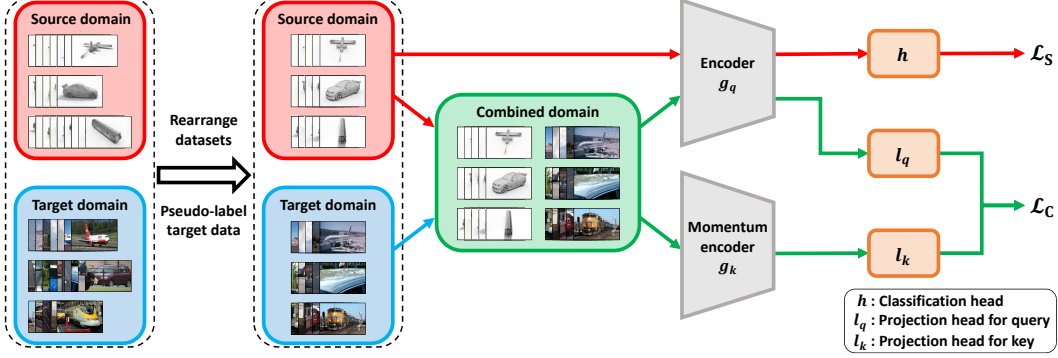 Source domain
Target domain
Rearrange
datasets
Pseudo-label
target data
Source domain
Target domain
Combined domain
Encoder
g_q
Momentum
encoder
g_k
h
l_q
l_k
ℒ_S
ℒ_C
h : Classification head
l_q : Projection head for query
l_k : Projection head for key